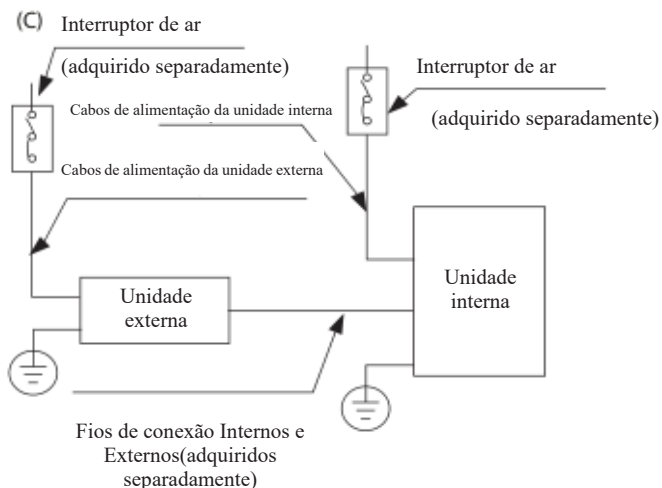 (C)
Interruptor de ar
(adquirido separadamente)
Interruptor de ar
(adquirido separadamente)
Cabos de alimentação da unidade interna
Cabos de alimentação da unidade externa
Unidade
externa
Unidade
interna
Fios de conexão Internos e
Externos(adquiridos
separadamente)